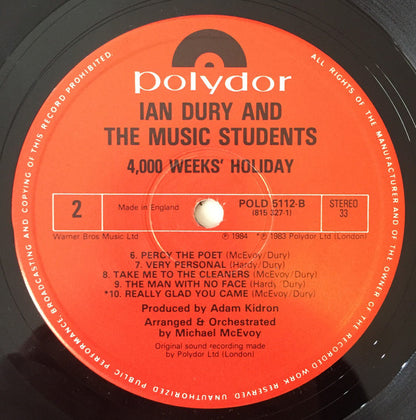 polydor
IAN DURY AND
THE MUSIC STUDENTS
4,000 WEEKS' HOLIDAY
2
Made in England
POLD 5112-B
(815 327-1)
STEREO
33
Warner Bros Music Ltd
℗ 1984 *℗ 1983 Polydor Ltd (London)
6. PERCY THE POET (McEvoy/Dury)
7. VERY PERSONAL (Hardy/Dury)
8. TAKE ME TO THE CLEANERS (McEvoy/Dury)
9. THE MAN WITH NO FACE (Hardy/Dury)
*10. REALLY GLAD YOU CAME (McEvoy/Dury)
Produced by Adam Kidron
Arranged & Orchestrated
by Michael McEvoy
Original sound recording made
by Polydor Ltd (London)
ALL RIGHTS OF THE MANUFACTURER AND OF THE OWNER OF THE RECORDED WORK RESERVED UNAUTHORIZED PUBLIC PERFORMANCE BROADCASTING AND COPYING OF THIS RECORD PROHIBITED